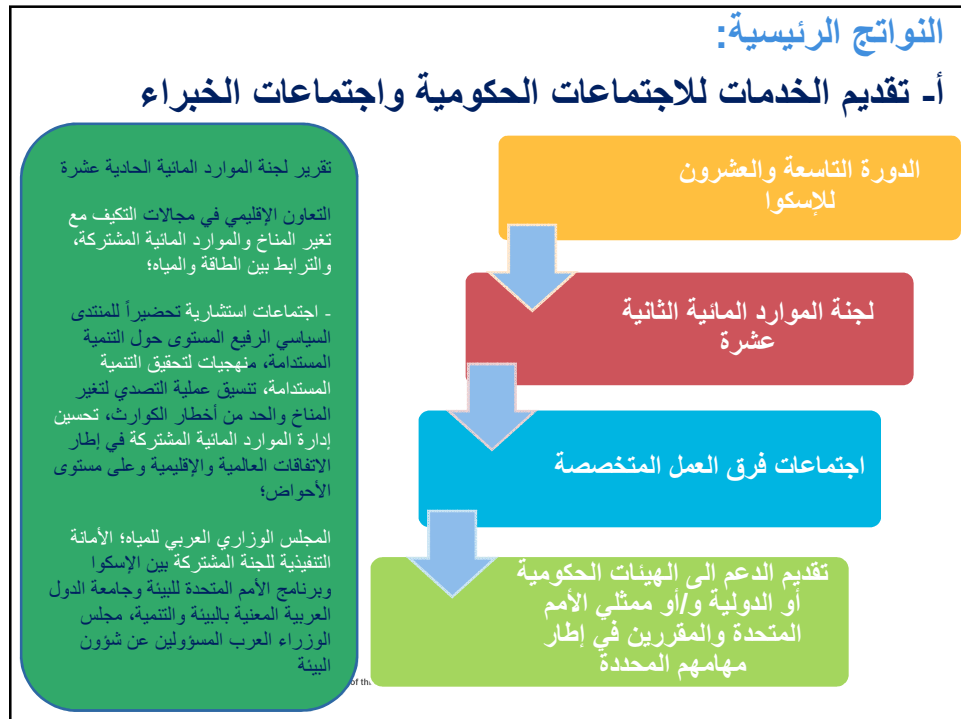 النواتج الرئيسية:
أ- تقديم الخدمات للاجتماعات الحكومية واجتماعات الخبراء
الدورة التاسعة والعشرون
للإسكوا
لجنة الموارد المائية الثانية
عشرة
اجتماعات فرق العمل المتخصصة
تقديم الدعم الى الهيئات الحكومية
أو الدولية و/أو ممثلي الأمم
المتحدة والمقررين في إطار
مهامهم المحددة
تقرير لجنة الموارد المائية الحادية عشرة
التعاون الإقليمي في مجالات التكيف مع
تغير المناخ والموارد المائية المشتركة،
والترابط بين الطاقة والمياه؛
- اجتماعات استشارية تحضيراً للمنتدى
السياسي الرفيع المستوى حول التنمية
المستدامة، منهجيات لتحقيق التنمية
المستدامة، تنسيق عملية التصدي لتغير
المناخ والحد من أخطار الكوارث، تحسين
إدارة الموارد المائية المشتركة في إطار
الاتفاقات العالمية والإقليمية وعلى مستوى
الأحواض؛
المجلس الوزاري العربي للمياه؛ الأمانة
التنفيذية للجنة المشتركة بين الإسكوا
وبرنامج الأمم المتحدة للبيئة وجامعة الدول
العربية المعنية بالبيئة والتنمية، مجلس
الوزراء العرب المسؤولين عن شؤون
البيئة